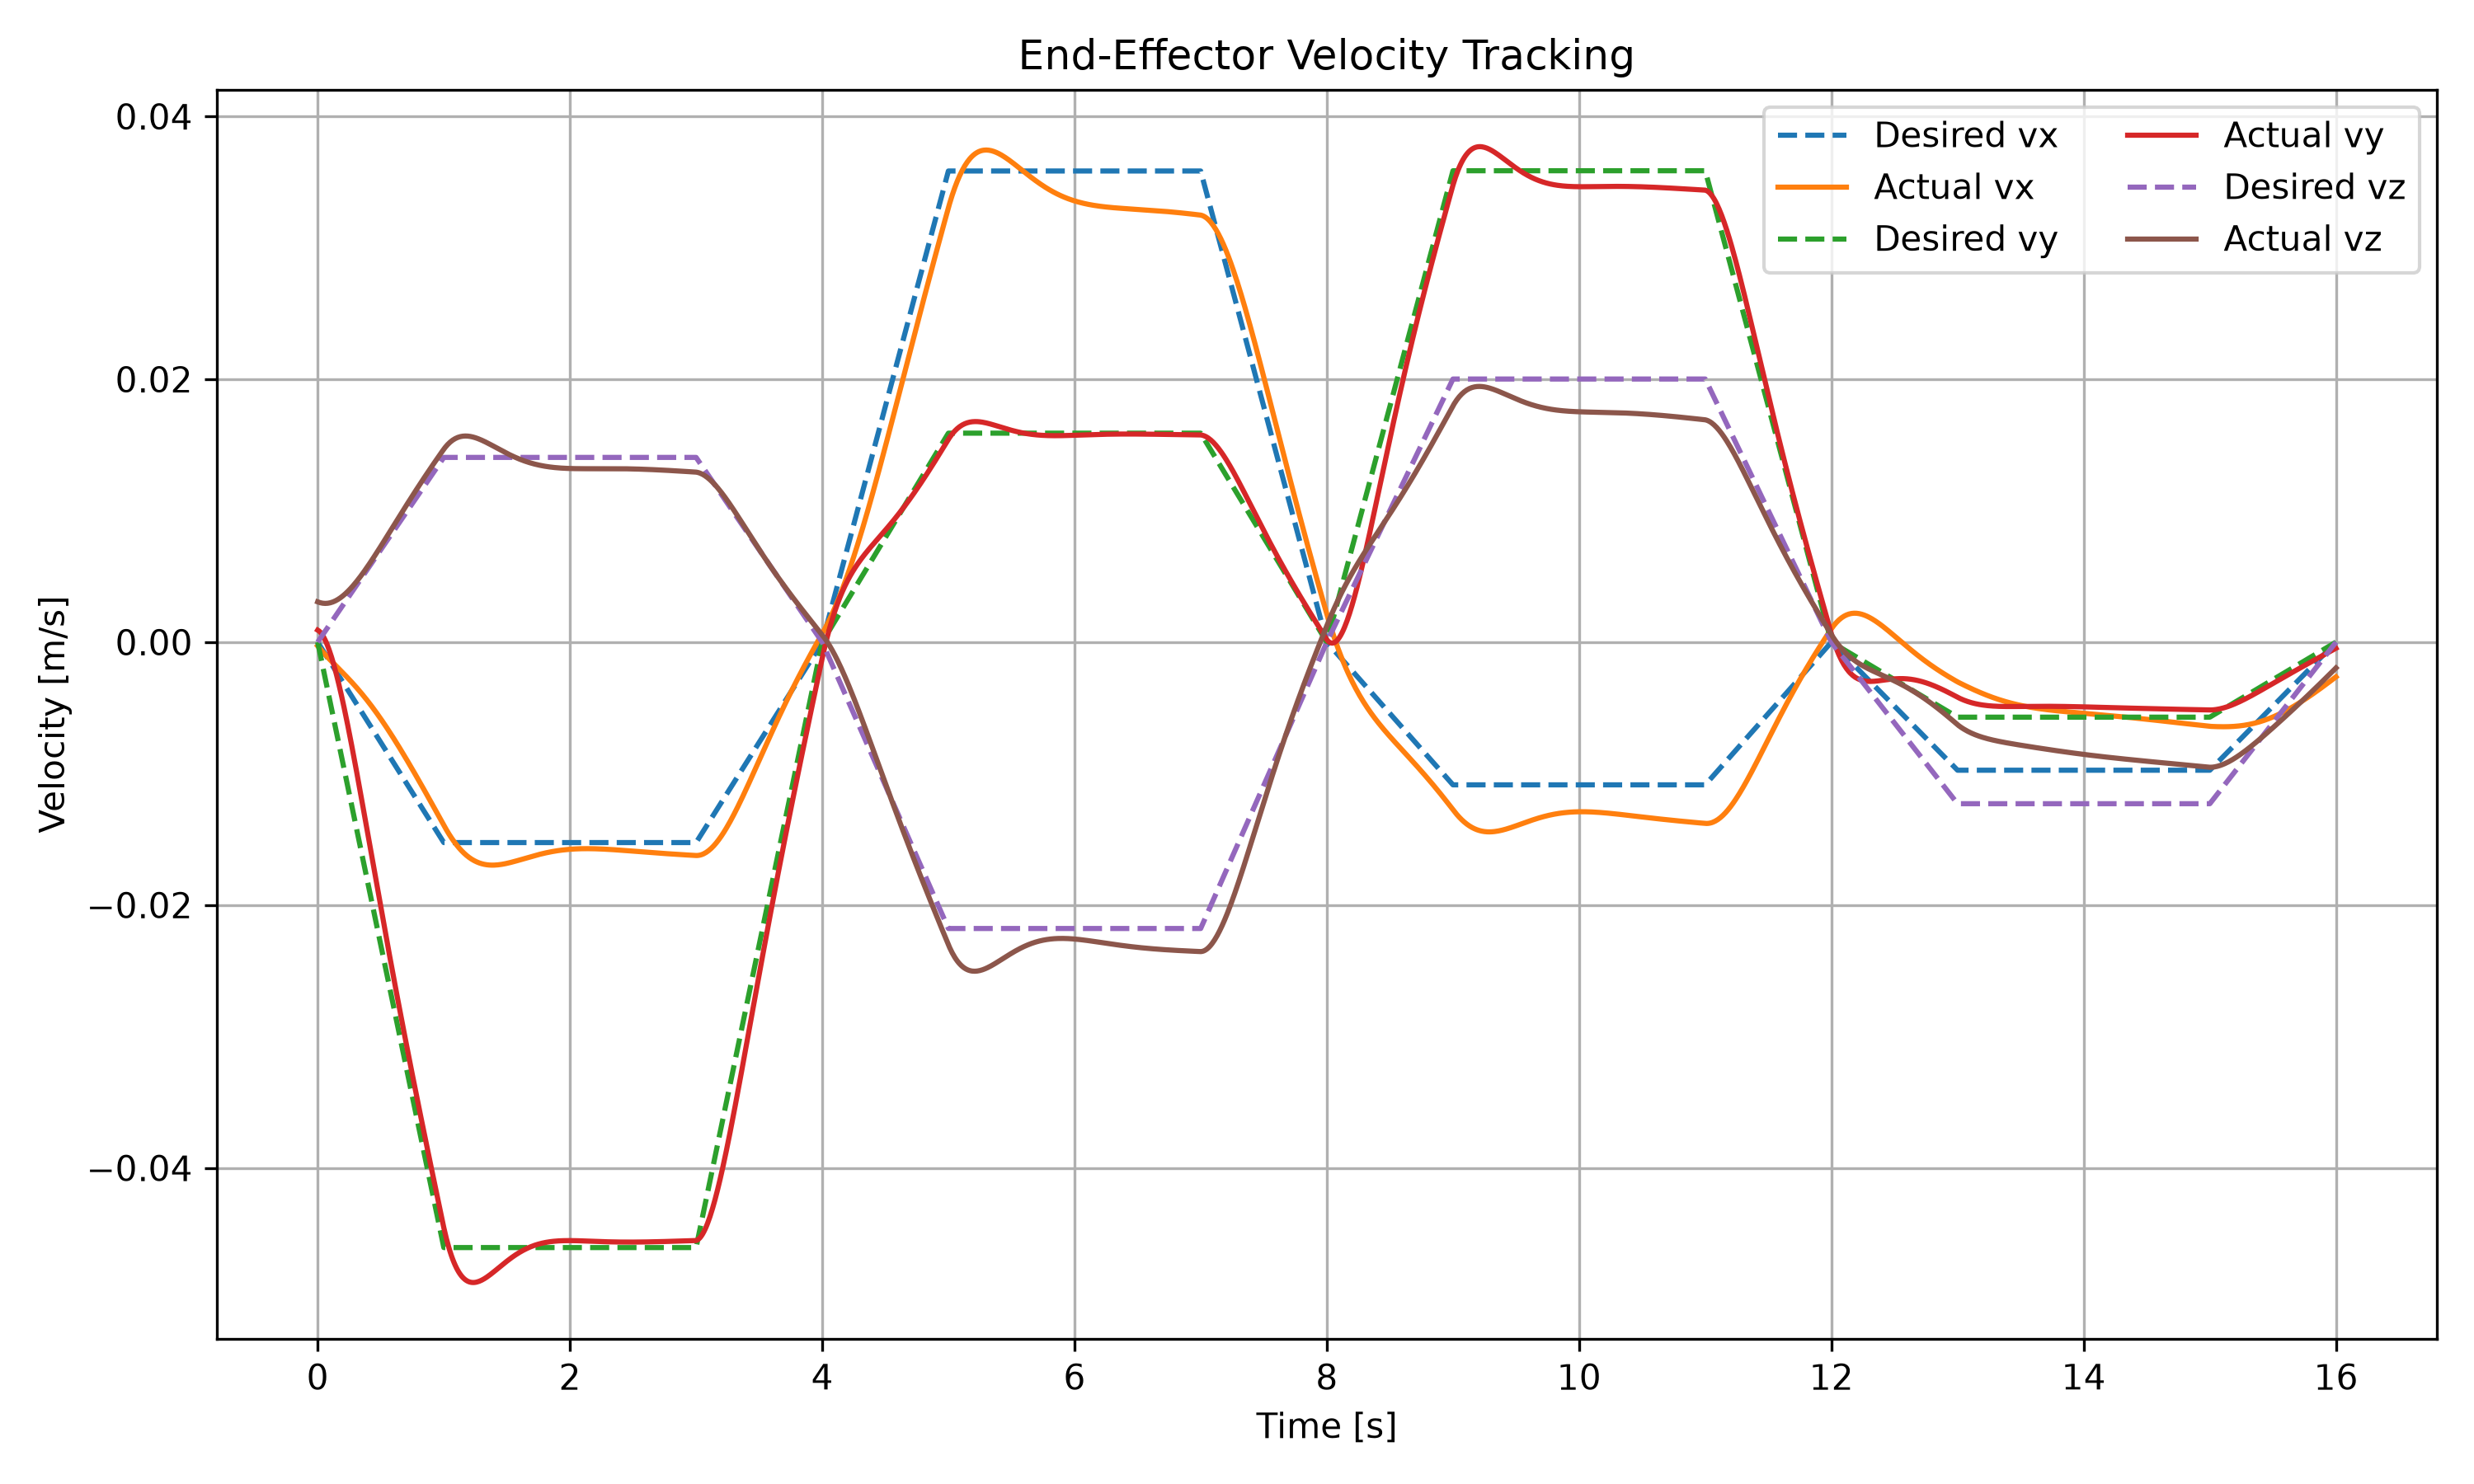 End-Effector Velocity Tracking
0.04
0.02
0.00
−0.02
−0.04
Velocity [m/s]
Desired vx
Actual vx
Desired vy
Actual vy
Desired vz
Actual vz
0 2 4 6 8 10 12 14 16
Time [s]